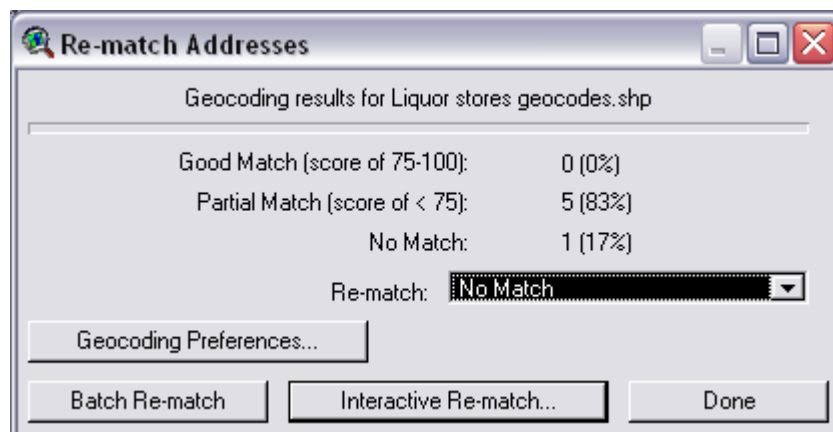 Re-match Addresses
Geocoding results for Liquor stores geocodes.shp
Good Match (score of 75-100): 0 (0%)
Partial Match (score of < 75): 5 (83%)
No Match: 1 (17%)
Re-match: No Match
Geocoding Preferences...
Batch Re-match Interactive Re-match... Done